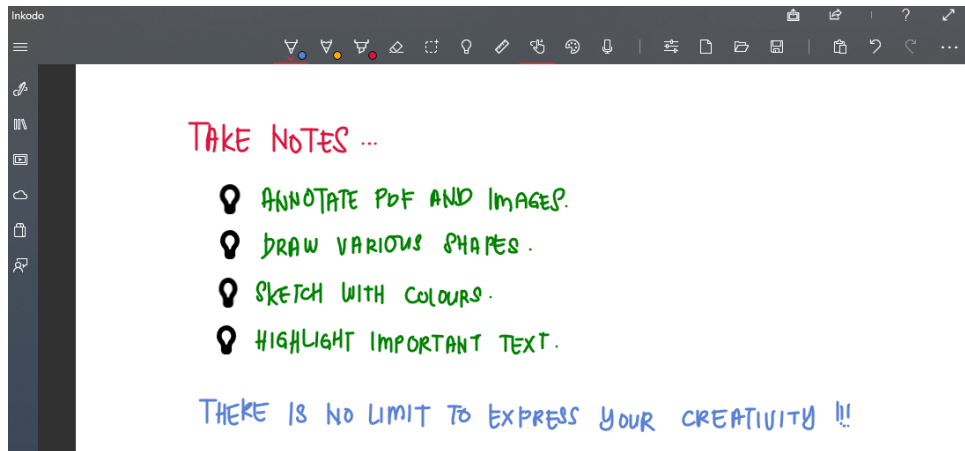 Inkodo
TAKE NOTES ...
ANNOTATE PDF AND IMAGES.
DRAW VARIOUS SHAPES.
SKETCH WITH COLOURS.
HIGHLIGHT IMPORTANT TEXT.
THERE IS NO LIMIT TO EXPRESS YOUR CREATIVITY !!!